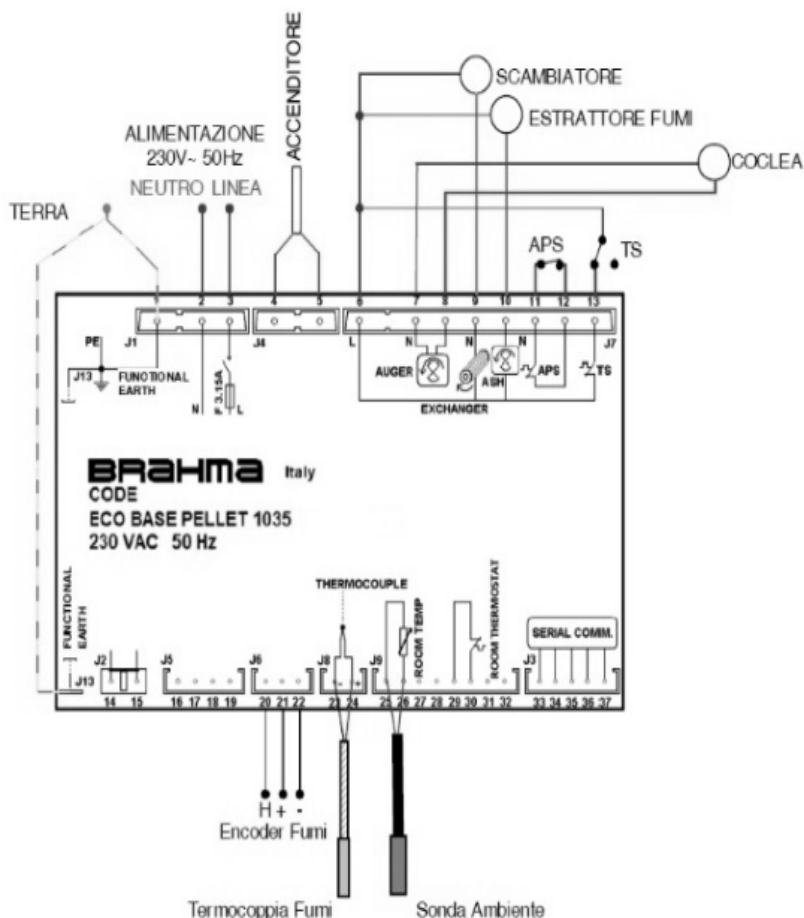 SCAMBIATORE
ACCENDITORE
ESTRATTORE FUMI
ALIMENTAZIONE
230V~ 50Hz
COCLEA
NEUTRO LINEA
TERRA
APS
TS
1 2 3 4 5 6 7 8 9 10 11 12 13
J1 J4 L N N N J7
PE
J13
FUNCTIONAL
EARTH
N
F 3.15A
L
AUGER
EXCHANGER
ASH
APS
TS
BRAHMA Italy
CODE
ECO BASE PELLET 1035
230 VAC 50 Hz
FUNCTIONAL
EARTH
THERMOCOUPLE
ROOM TEMP
ROOM THERMOSTAT
SERIAL COMM.
J13 J2 J5 J6 J8 J9 J3
- +
14 15 16 17 18 19 20 21 22 23 24 25 26 27 28 29 30 31 32 33 34 35 36 37
H + -
Encoder Fumi
Termocoppia Fumi
Sonda Ambiente